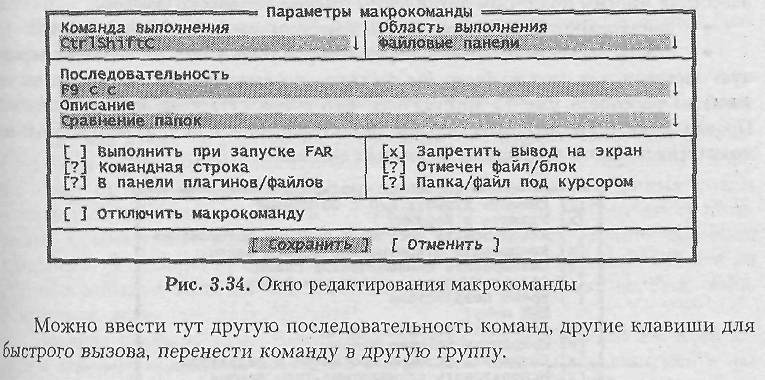 Параметры макрокоманды
Команда выполнения
CtrlShiftC ↓
Область выполнения
Файловые панели ↓
Последовательность
F9 c c ↓
Описание
Сравнение папок ↓
[ ] Выполнить при запуске FAR
[?] Командная строка
[?] В панели плагинов/файлов
[x] Запретить вывод на экран
[?] Отмечен файл/блок
[?] Папка/файл под курсором
[ ] Отключить макрокоманду
[ Сохранить ] [ Отменить ]
Рис. 3.34. Окно редактирования макрокоманды
Можно ввести тут другую последовательность команд, другие клавиши для
быстрого вызова, перенести команду в другую группу.